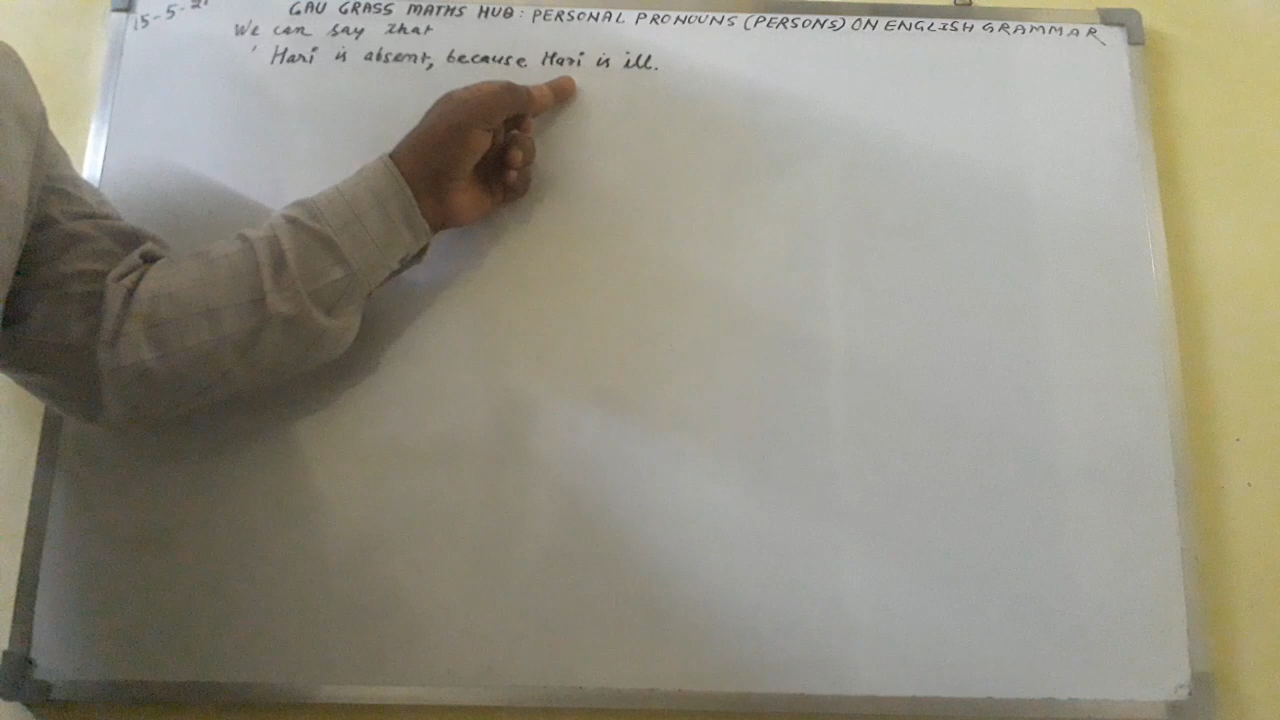 15-5-21
GAU GRASS MATHS HUB: PERSONAL PRONOUNS (PERSONS) ON ENGLISH GRAMMAR
We can say that
' Hari is absent, because Hari is ill.